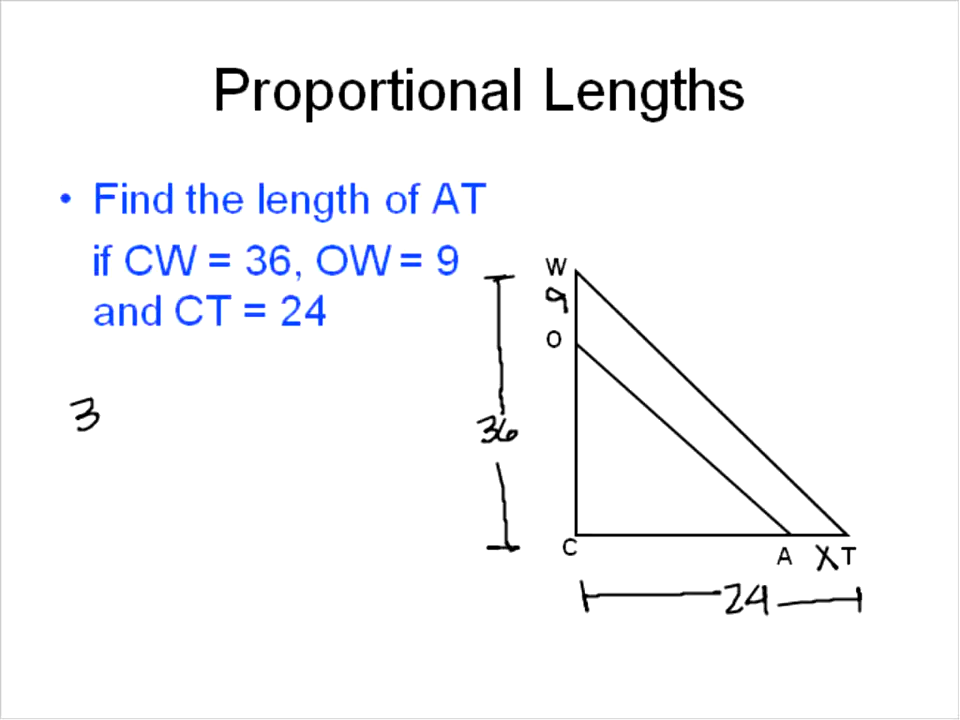 Proportional Lengths
• Find the length of AT
if CW = 36, OW = 9
and CT = 24
W
9
O
3
36
C
A
X
T
24